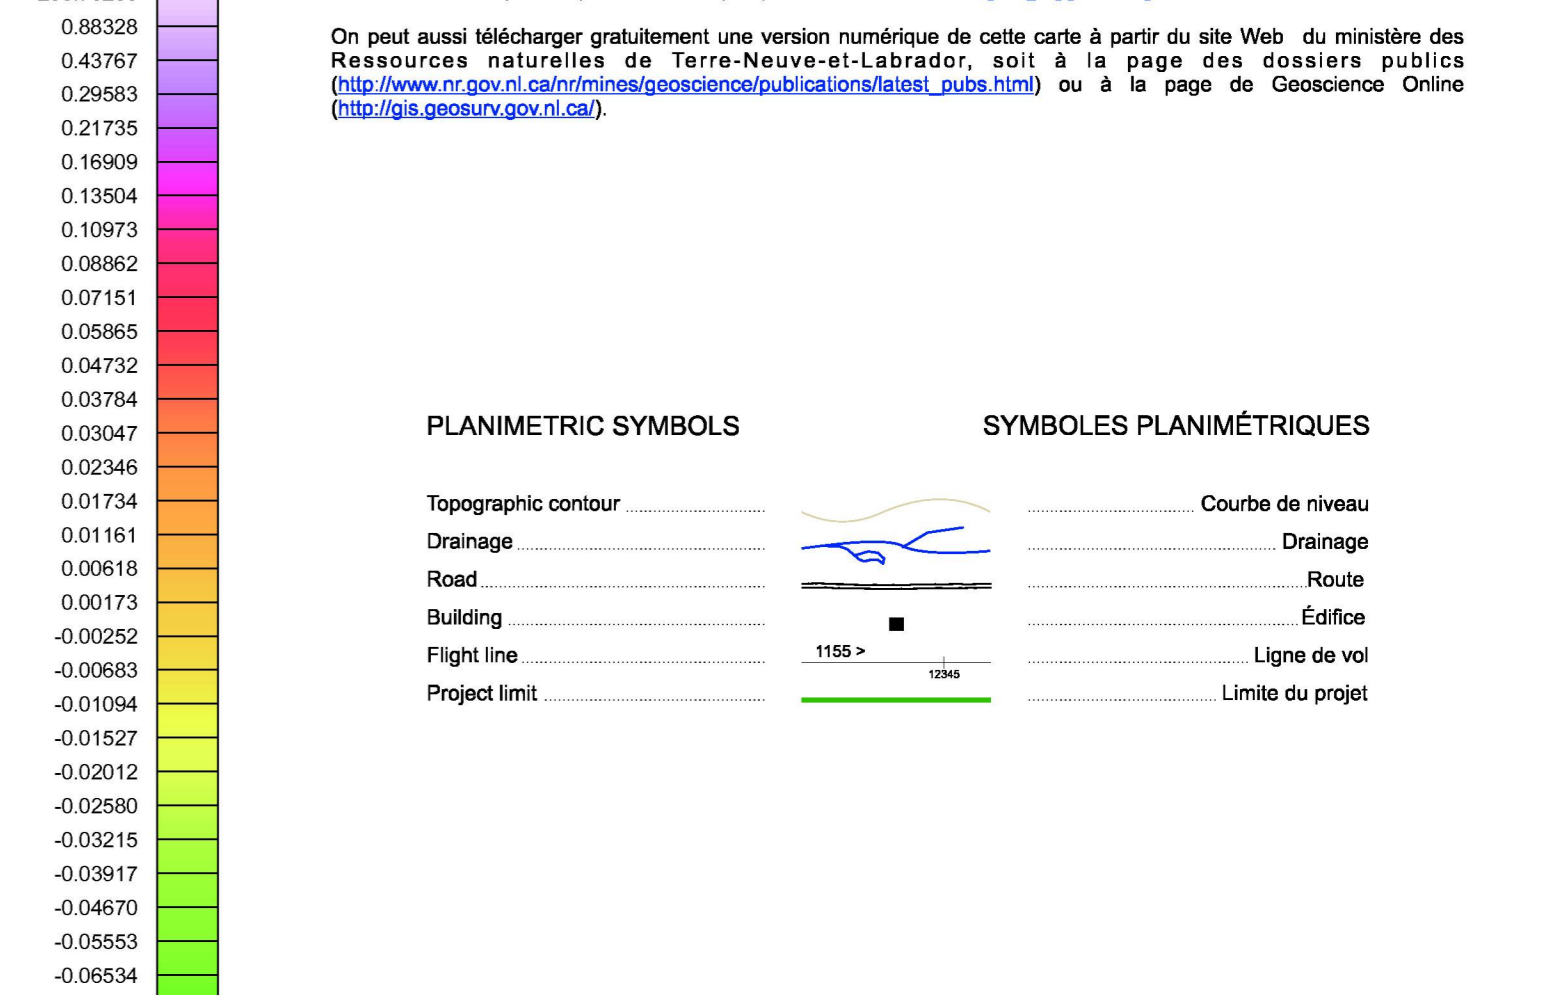 0.88328
0.43767
0.29583
0.21735
0.16909
0.13504
0.10973
0.08862
0.07151
0.05865
0.04732
0.03784
0.03047
0.02346
0.01734
0.01161
0.00618
0.00173
-0.00252
-0.00683
-0.01094
-0.01527
-0.02012
-0.02580
-0.03215
-0.03917
-0.04670
-0.05553
-0.06534
On peut aussi télécharger gratuitement une version numérique de cette carte à partir du site Web du ministère des
Ressources naturelles de Terre-Neuve-et-Labrador, soit à la page des dossiers publics
(http://www.nr.gov.nl.ca/nr/mines/geoscience/publications/latest_pubs.html) ou à la page de Geoscience Online
(http://gis.geosurv.gov.nl.ca/).
PLANIMETRIC SYMBOLS SYMBOLES PLANIMÉTRIQUES
Topographic contour Courbe de niveau
Drainage Drainage
Road Route
Building Édifice
Flight line 1155 > 12345 Ligne de vol
Project limit Limite du projet